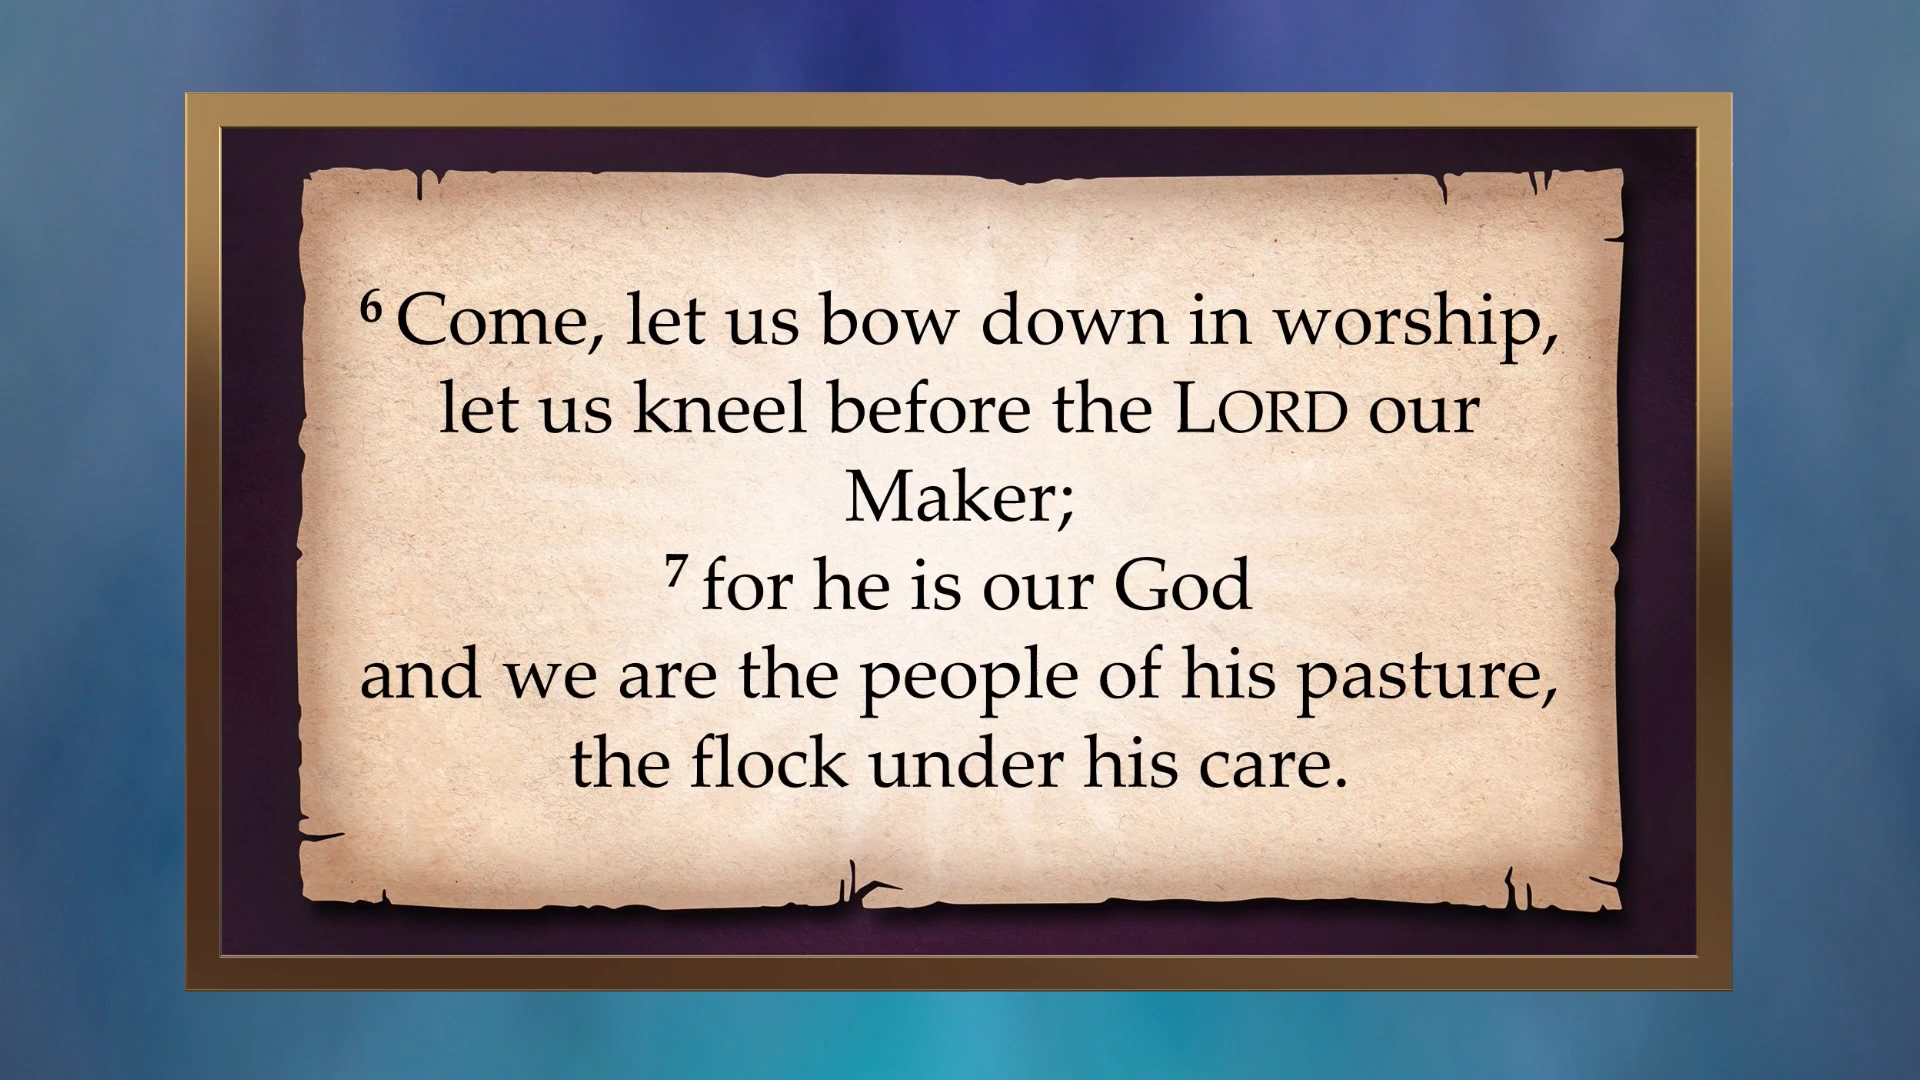 6 Come, let us bow down in worship,
let us kneel before the LORD our
Maker;
7 for he is our God
and we are the people of his pasture,
the flock under his care.